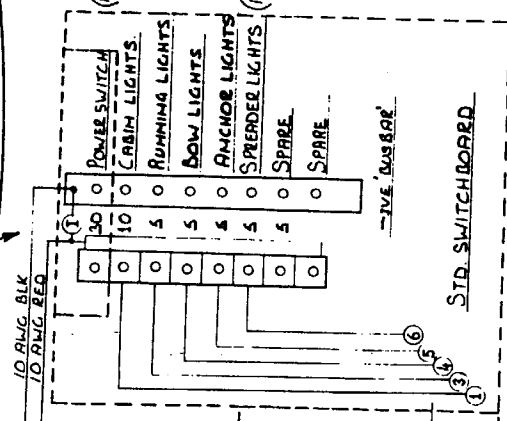 POWER SWITCH
CABIN LIGHTS.
RUNNING LIGHTS
BOW LIGHTS
ANCHOR LIGHTS
SPREADER LIGHTS
SPARE
SPARE
30
10
5
5
5
5
5
-IVE 'BUSBAR'
STD. SWITCHBOARD
10 AWG BLK
10 AWG RED
6
5
4
3
1